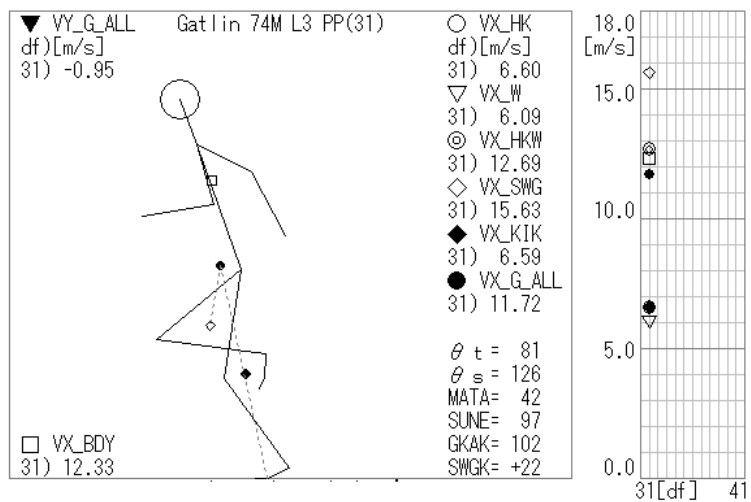 ▼ VY_G_ALL
df)[m/s]
31) -0.95
Gatlin 74M L3 PP(31)
○ VX_HK
df)[m/s]
31) 6.60
▽ VX_W
31) 6.09
◎ VX_HKW
31) 12.69
◇ VX_SWG
31) 15.63
◆ VX_KIK
31) 6.59
● VX_G_ALL
31) 11.72
θt= 81
θs= 126
MATA= 42
SUNE= 97
GKAK= 102
SWGK= +22
□ VX_BDY
31) 12.33
18.0
[m/s]
15.0
10.0
5.0
0.0
31[df] 41